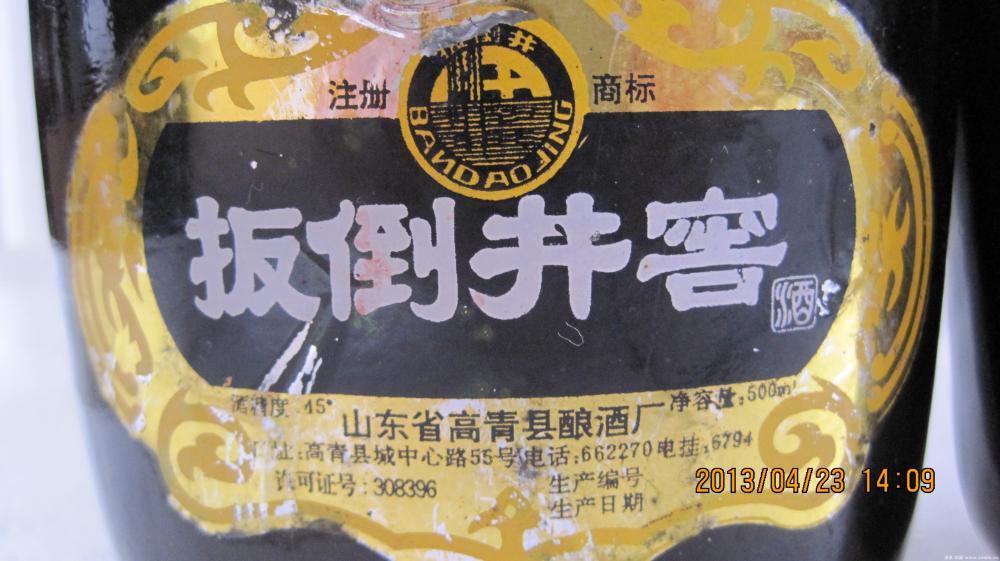 倒井
注册 商标
BANDAOJING
扳倒井窖
酒
酒精度:45° 净容量:500ml
山东省高青县酿酒厂
址:高青县城中心路55号电话:662270电挂:6794
许可证号:308396 生产编号
生产日期
2013/04/23 14:09